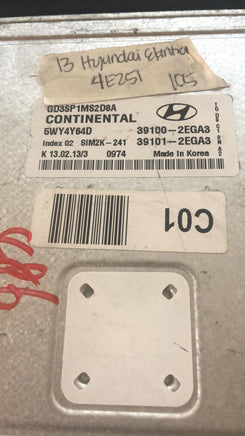 13 Hyundai Elantra
4E251 105
GD3SP1MS2D8A
CONTINENTAL
5WY4Y64D 39100-2EGA3
Index 02 SIM2K-241 39101-2EGA3
K 13.02.13/3 0974 Made in Korea
C01